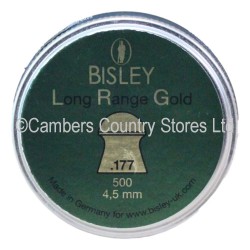 BISLEY
Long Range Gold
© Cambers Country Stores Ltd
.177
500
4,5 mm
Made in Germany for www.bisley-uk.com